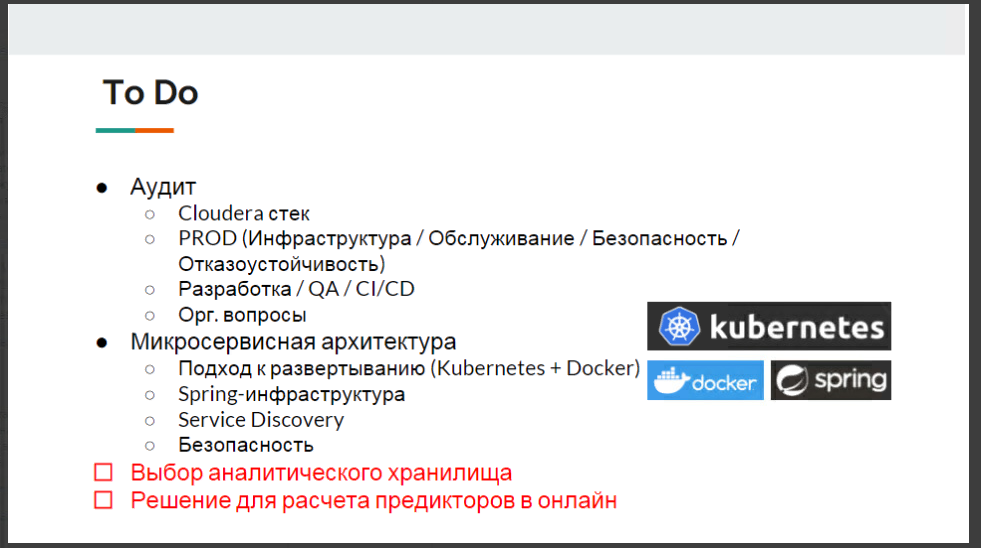 To Do
● Аудит
○ Cloudera стек
○ PROD (Инфраструктура / Обслуживание / Безопасность /
Отказоустойчивость)
○ Разработка / QA / CI/CD
○ Орг. вопросы
● Микросервисная архитектура
○ Подход к развертыванию (Kubernetes + Docker)
○ Spring-инфраструктура
○ Service Discovery
○ Безопасность
☐ Выбор аналитического хранилища
☐ Решение для расчета предикторов в онлайн
kubernetes
docker
spring